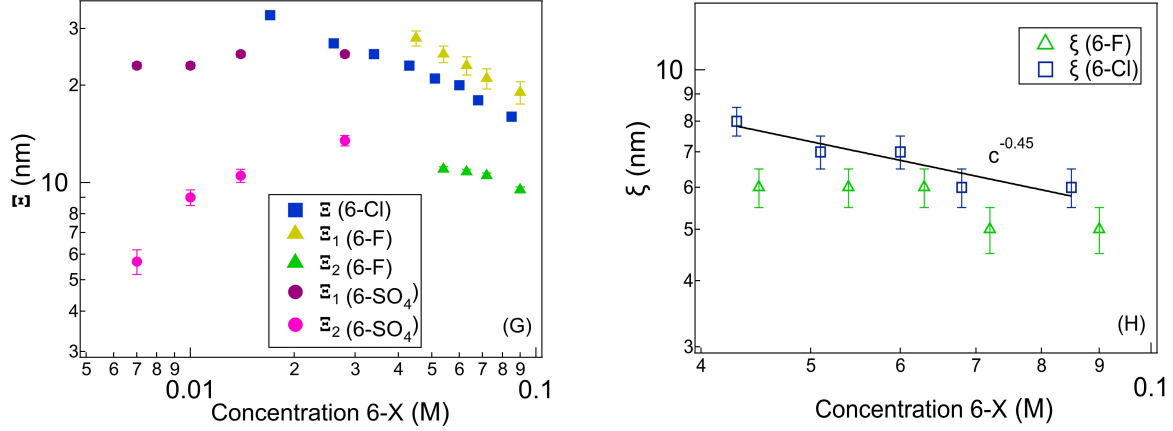 Ξ (nm)
2
10
9
8
7
6
5
4
3
Ξ (6-Cl)
Ξ1 (6-F)
Ξ2 (6-F)
Ξ1 (6-SO4)
Ξ2 (6-SO4)
(G)
5 6 7 8 9 0.01 2 3 4 5 6 7 8 9 0.1
Concentration 6-X (M)
ξ (nm)
10
9
8
7
6
5
4
3
ξ (6-F)
ξ (6-Cl)
c-0.45
(H)
4 5 6 7 8 9 0.1
Concentration 6-X (M)